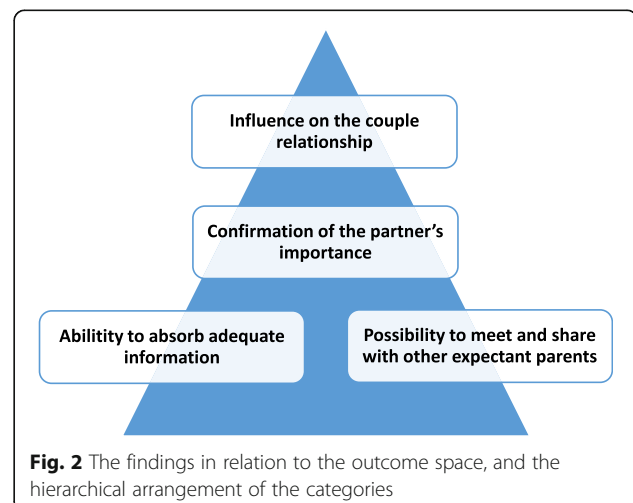 Influence on the couple
relationship
Confirmation of the partner's
importance
Abilitity to absorb adequate
information
Possibility to meet and share
with other expectant parents
Fig. 2 The findings in relation to the outcome space, and the
hierarchical arrangement of the categories